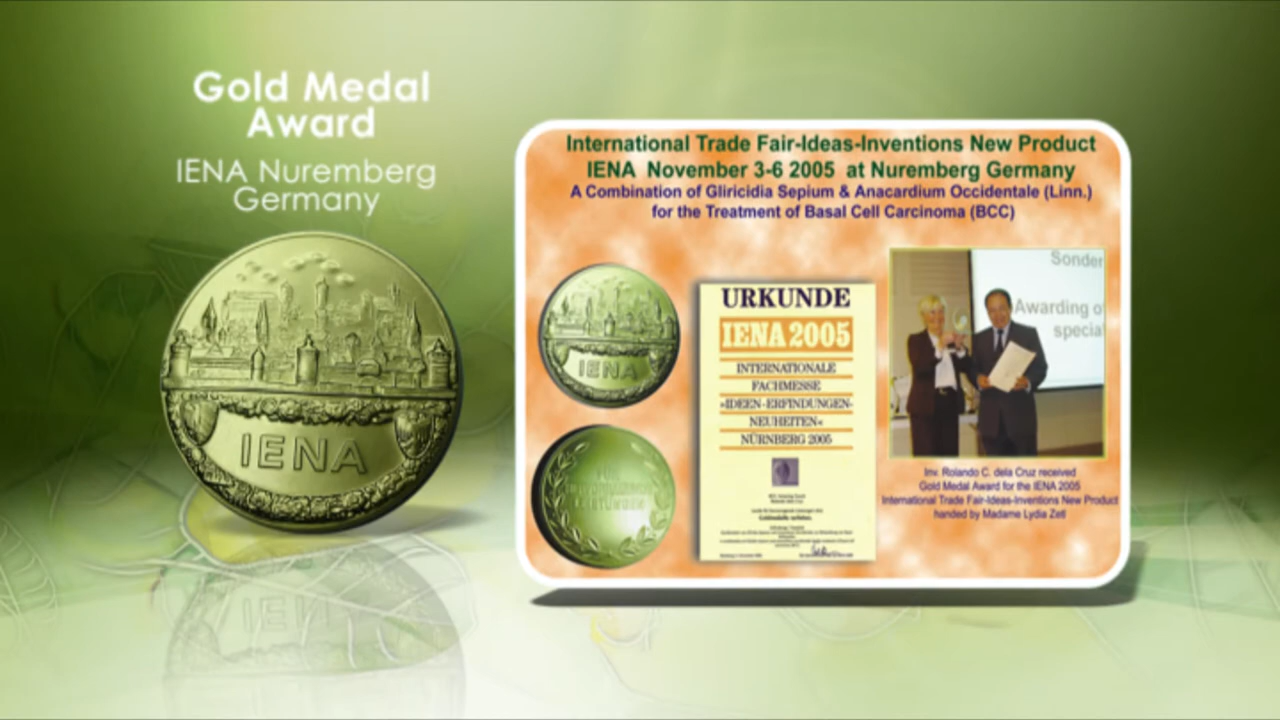 Gold Medal
Award
IENA Nuremberg
Germany
IENA
International Trade Fair-Ideas-Inventions New Product
IENA November 3-6 2005 at Nuremberg Germany
A Combination of Gliricidia Sepium & Anacardium Occidentale (Linn.)
for the Treatment of Basal Cell Carcinoma (BCC)
IENA
URKUNDE
IENA 2005
INTERNATIONALE
FACHMESSE
»IDEEN-ERFINDUNGEN-
NEUHEITEN«
NÜRNBERG 2005
Sonder
Awarding of
specia
Inv. Rolando C. dela Cruz received
Gold Medal Award for the IENA 2005
International Trade Fair-Ideas-Inventions New Product
handed by Madame Lydia Zetl